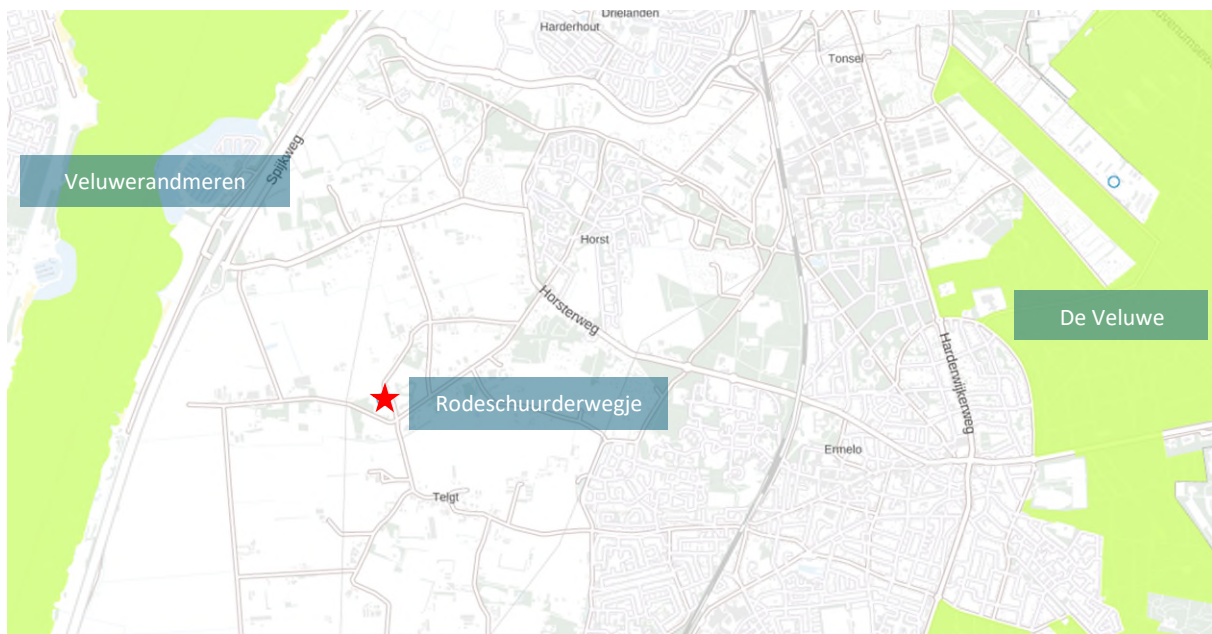 Drielanden
Harderhout
Tonsel
Spijkweg
Veluwerandmeren
Horst
Horsterweg
De Veluwe
Harderwijkerweg
Rodeschuurderwegje
Ermelo
Telgt